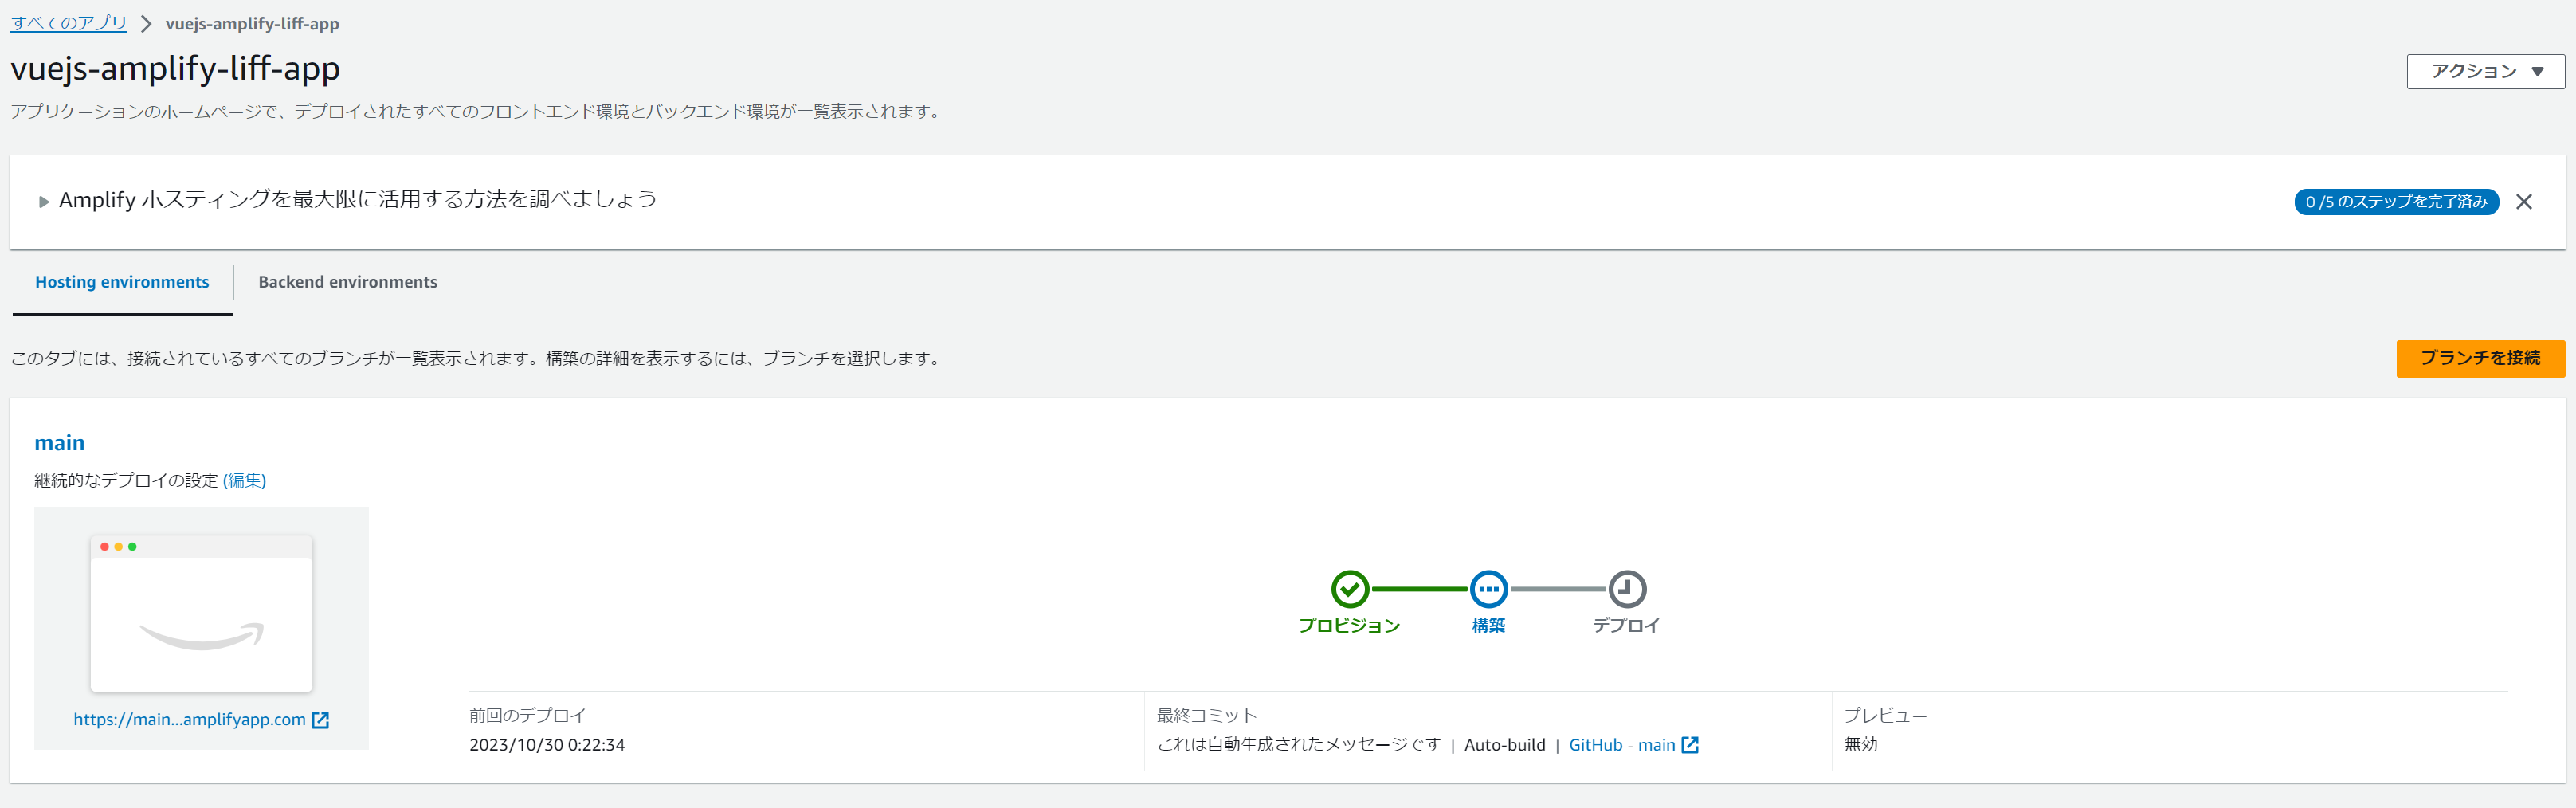 すべてのアプリ > vuejs-amplify-liff-app
vuejs-amplify-liff-app
アクション ▼
アプリケーションのホームページで、デプロイされたすべてのフロントエンド環境とバックエンド環境が一覧表示されます。
Amplify ホスティングを最大限に活用する方法を調べましょう
0 /5 のステップを完了済み
Hosting environments
Backend environments
このタブには、接続されているすべてのブランチが一覧表示されます。構築の詳細を表示するには、ブランチを選択します。
ブランチを接続
main
継続的なデプロイの設定 (編集)
https://main...amplifyapp.com
プロビジョン
構築
デプロイ
前回のデプロイ
2023/10/30 0:22:34
最終コミット
これは自動生成されたメッセージです | Auto-build | GitHub - main
プレビュー
無効